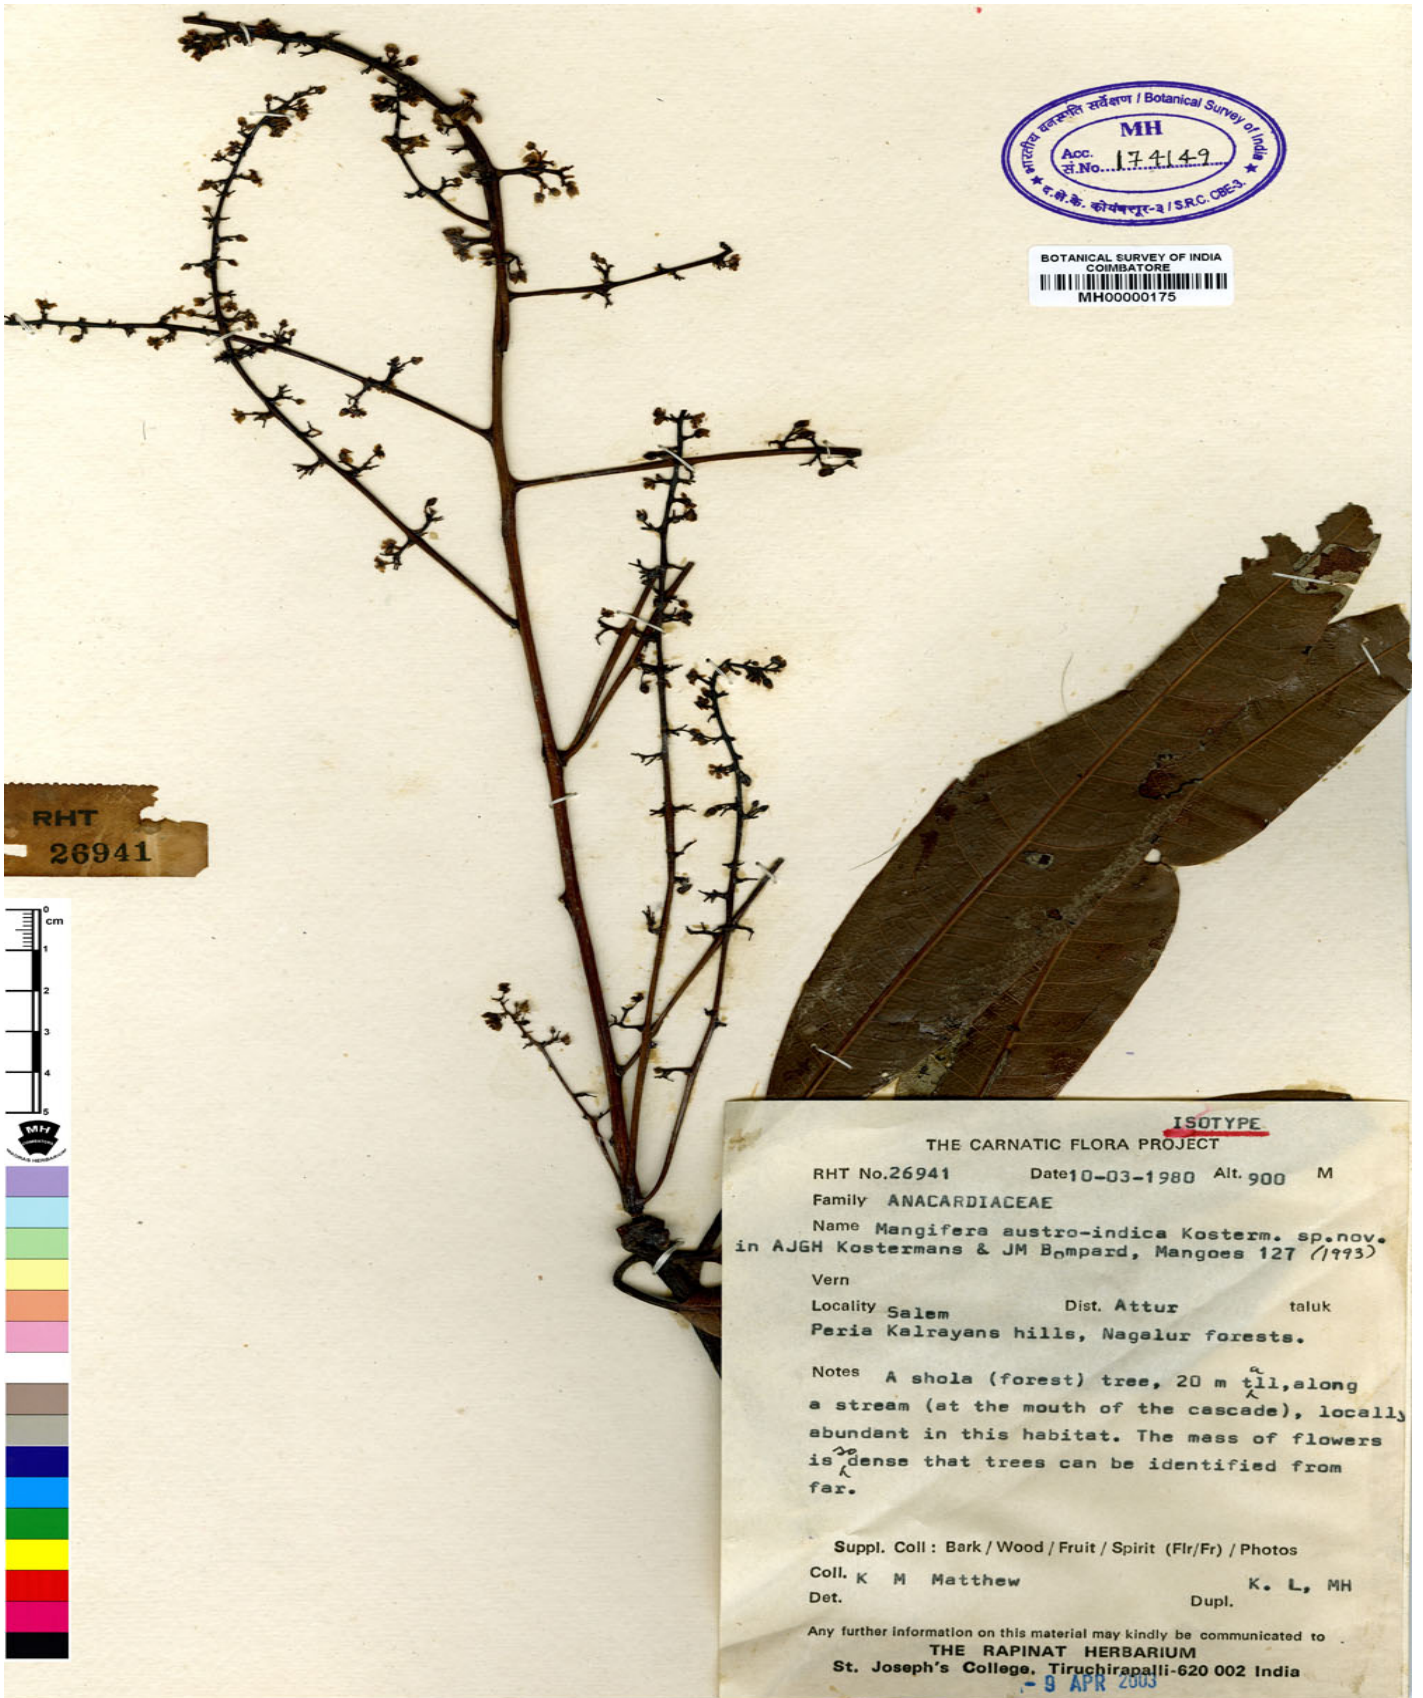 भारतीय वनस्पति सर्वेक्षण / Botanical Survey of India
MH
Acc.
सं.No. 174149
द.क्षे.के. कोयंबत्तूर-३ / S.R.C. CBE-3.
BOTANICAL SURVEY OF INDIA
COIMBATORE
MH00000175
RHT
26941
0
cm
1
2
3
4
5
MH
ISOTYPE
THE CARNATIC FLORA PROJECT
RHT No.26941 Date 10-03-1980 Alt. 900 M
Family ANACARDIACEAE
Name Mangifera austro-indica Kosterm. sp.nov.
in AJGH Kostermans & JM Bompard, Mangoes 127 (1993)
Vern
Locality Salem Dist. Attur taluk
Peria Kalrayans hills, Nagalur forests.
Notes A shola (forest) tree, 20 m tall, along
a stream (at the mouth of the cascade), locally
abundant in this habitat. The mass of flowers
is so dense that trees can be identified from
far.
Suppl. Coll : Bark / Wood / Fruit / Spirit (Flr/Fr) / Photos
Coll. K M Matthew K. L, MH
Det. Dupl.
Any further information on this material may kindly be communicated to
THE RAPINAT HERBARIUM
St. Joseph's College, Tiruchirapalli-620 002 India
- 9 APR 2003